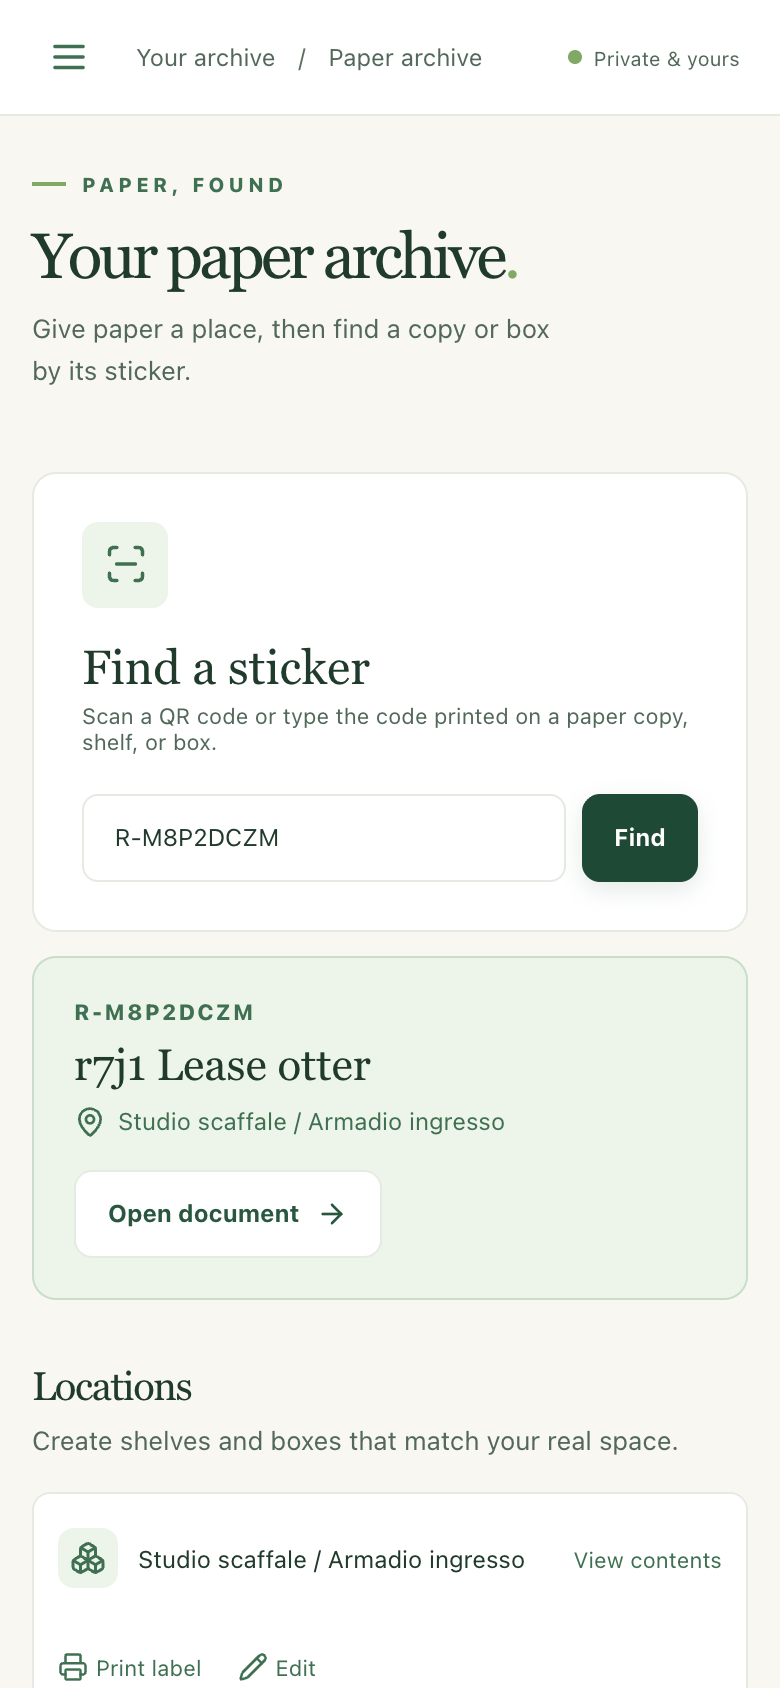 Your archive / Paper archive
Private & yours
PAPER, FOUND
Your paper archive.
Give paper a place, then find a copy or box
by its sticker.
Find a sticker
Scan a QR code or type the code printed on a paper copy,
shelf, or box.
R-M8P2DCZM
Find
R-M8P2DCZM
r7j1 Lease otter
Studio scaffale / Armadio ingresso
Open document
Locations
Create shelves and boxes that match your real space.
Studio scaffale / Armadio ingresso
View contents
Print label
Edit